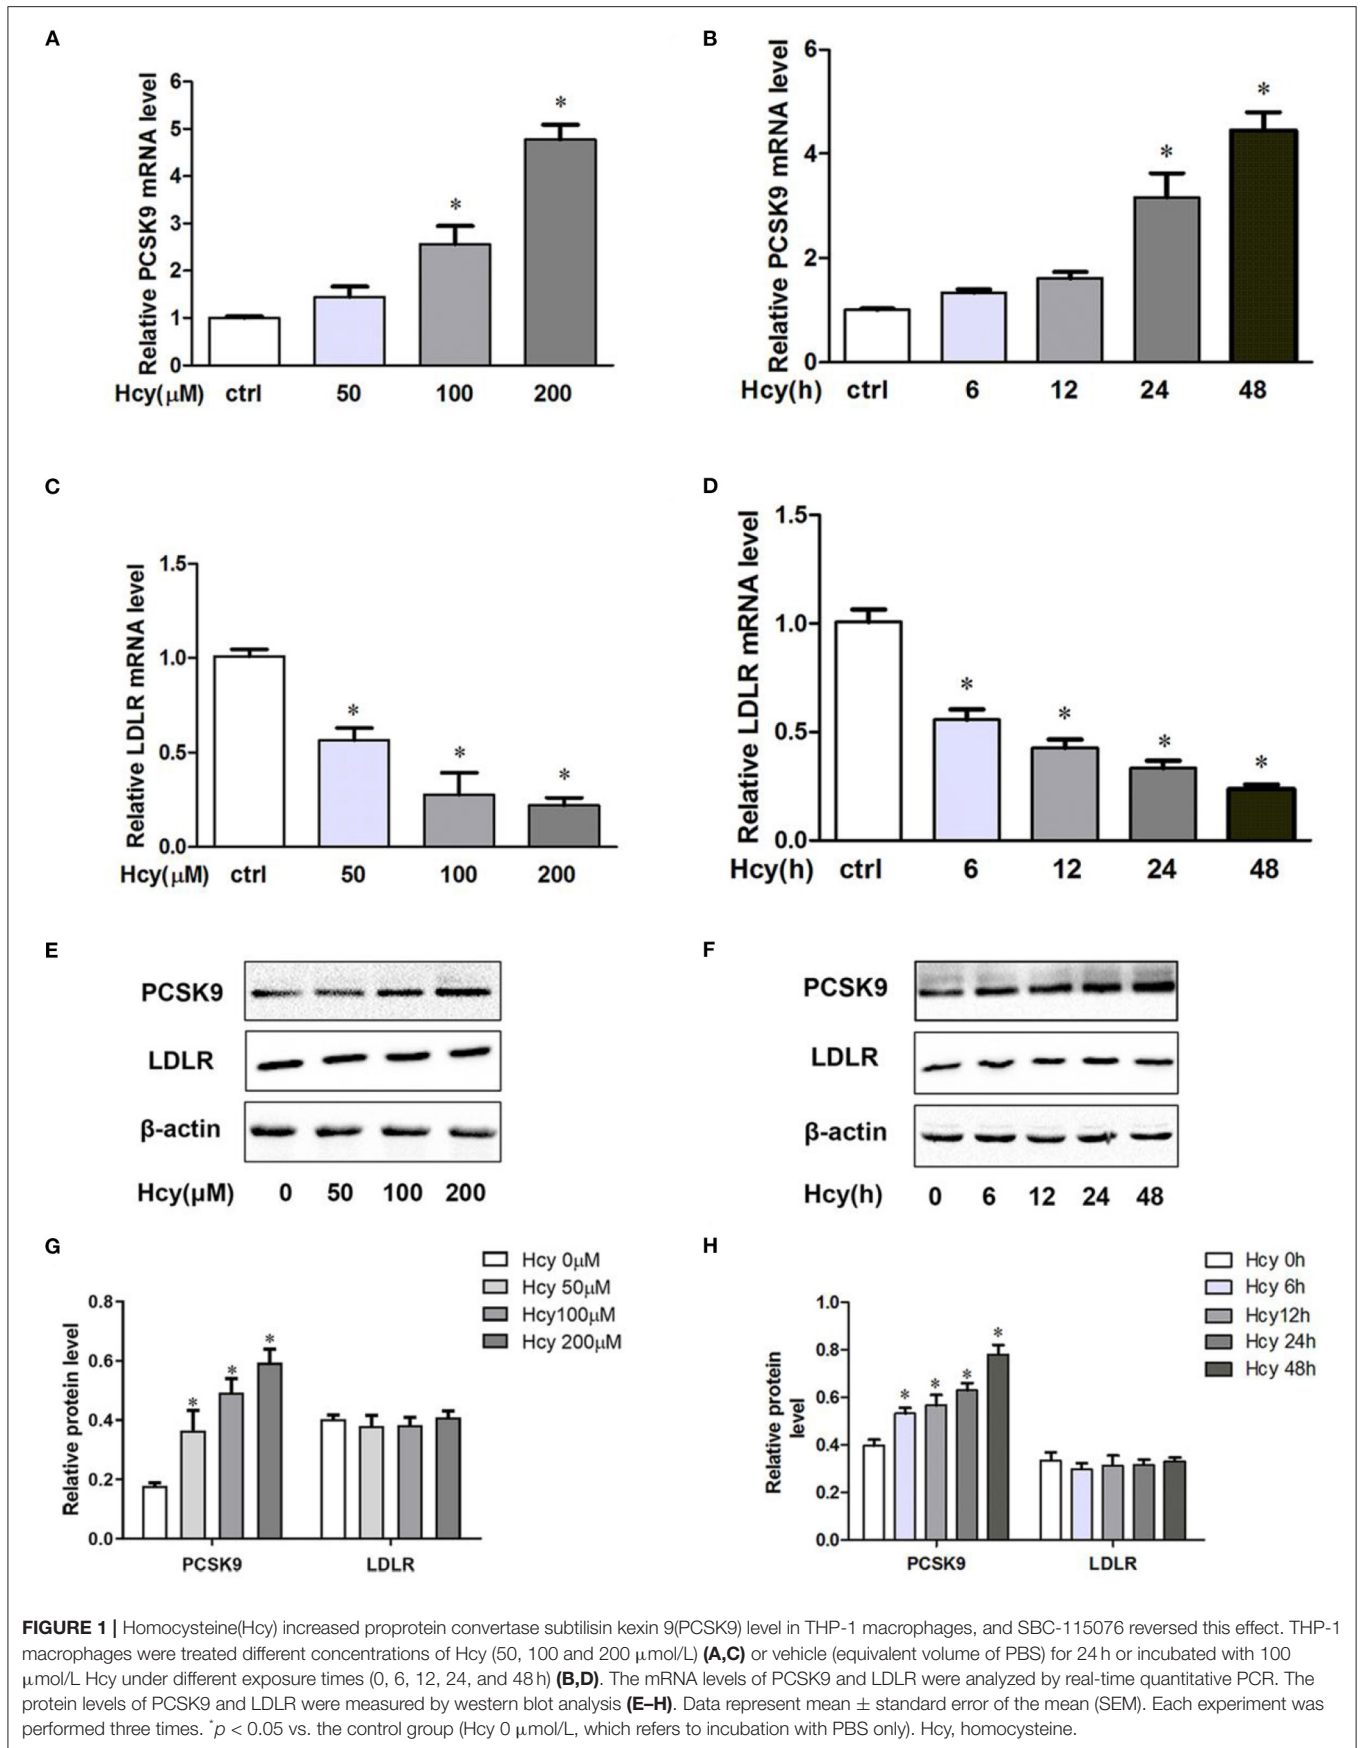 A
Relative PCSK9 mRNA level
6
5
4
3
2
1
0
* * 
Hcy(μM) ctrl 50 100 200
B
Relative PCSK9 mRNA level
6
4
2
0
* *
Hcy(h) ctrl 6 12 24 48
C
Relative LDLR mRNA level
1.5
1.0
0.5
0.0
* * *
Hcy(μM) ctrl 50 100 200
D
Relative LDLR mRNA level
1.5
1.0
0.5
0.0
* * * *
Hcy(h) ctrl 6 12 24 48
E
PCSK9
LDLR
β-actin
Hcy(μM) 0 50 100 200
F
PCSK9
LDLR
β-actin
Hcy(h) 0 6 12 24 48
G
Hcy 0μM
Hcy 50μM
Hcy100μM
Hcy 200μM
Relative protein level
0.8
0.6
0.4
0.2
0.0
* * *
PCSK9 LDLR
H
Hcy 0h
Hcy 6h
Hcy12h
Hcy 24h
Hcy 48h
Relative protein
level
1.0
0.8
0.6
0.4
0.2
0.0
* * * *
PCSK9 LDLR
FIGURE 1 | Homocysteine(Hcy) increased proprotein convertase subtilisin kexin 9(PCSK9) level in THP-1 macrophages, and SBC-115076 reversed this effect. THP-1
macrophages were treated different concentrations of Hcy (50, 100 and 200 μmol/L) (A,C) or vehicle (equivalent volume of PBS) for 24 h or incubated with 100
μmol/L Hcy under different exposure times (0, 6, 12, 24, and 48 h) (B,D). The mRNA levels of PCSK9 and LDLR were analyzed by real-time quantitative PCR. The
protein levels of PCSK9 and LDLR were measured by western blot analysis (E–H). Data represent mean ± standard error of the mean (SEM). Each experiment was
performed three times. *p < 0.05 vs. the control group (Hcy 0 μmol/L, which refers to incubation with PBS only). Hcy, homocysteine.